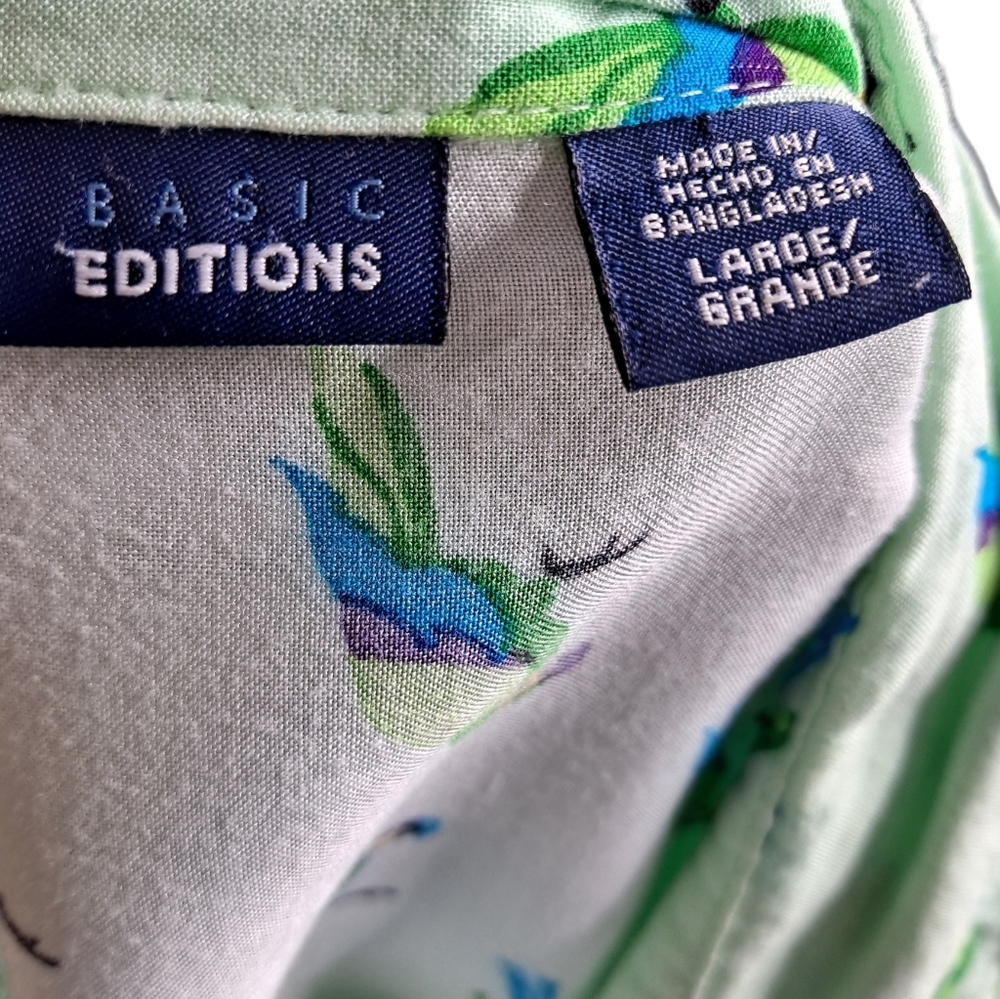 BASIC
EDITIONS
MADE IN/
HECHO EN
BANGLADESH
LARGE/
GRANDE